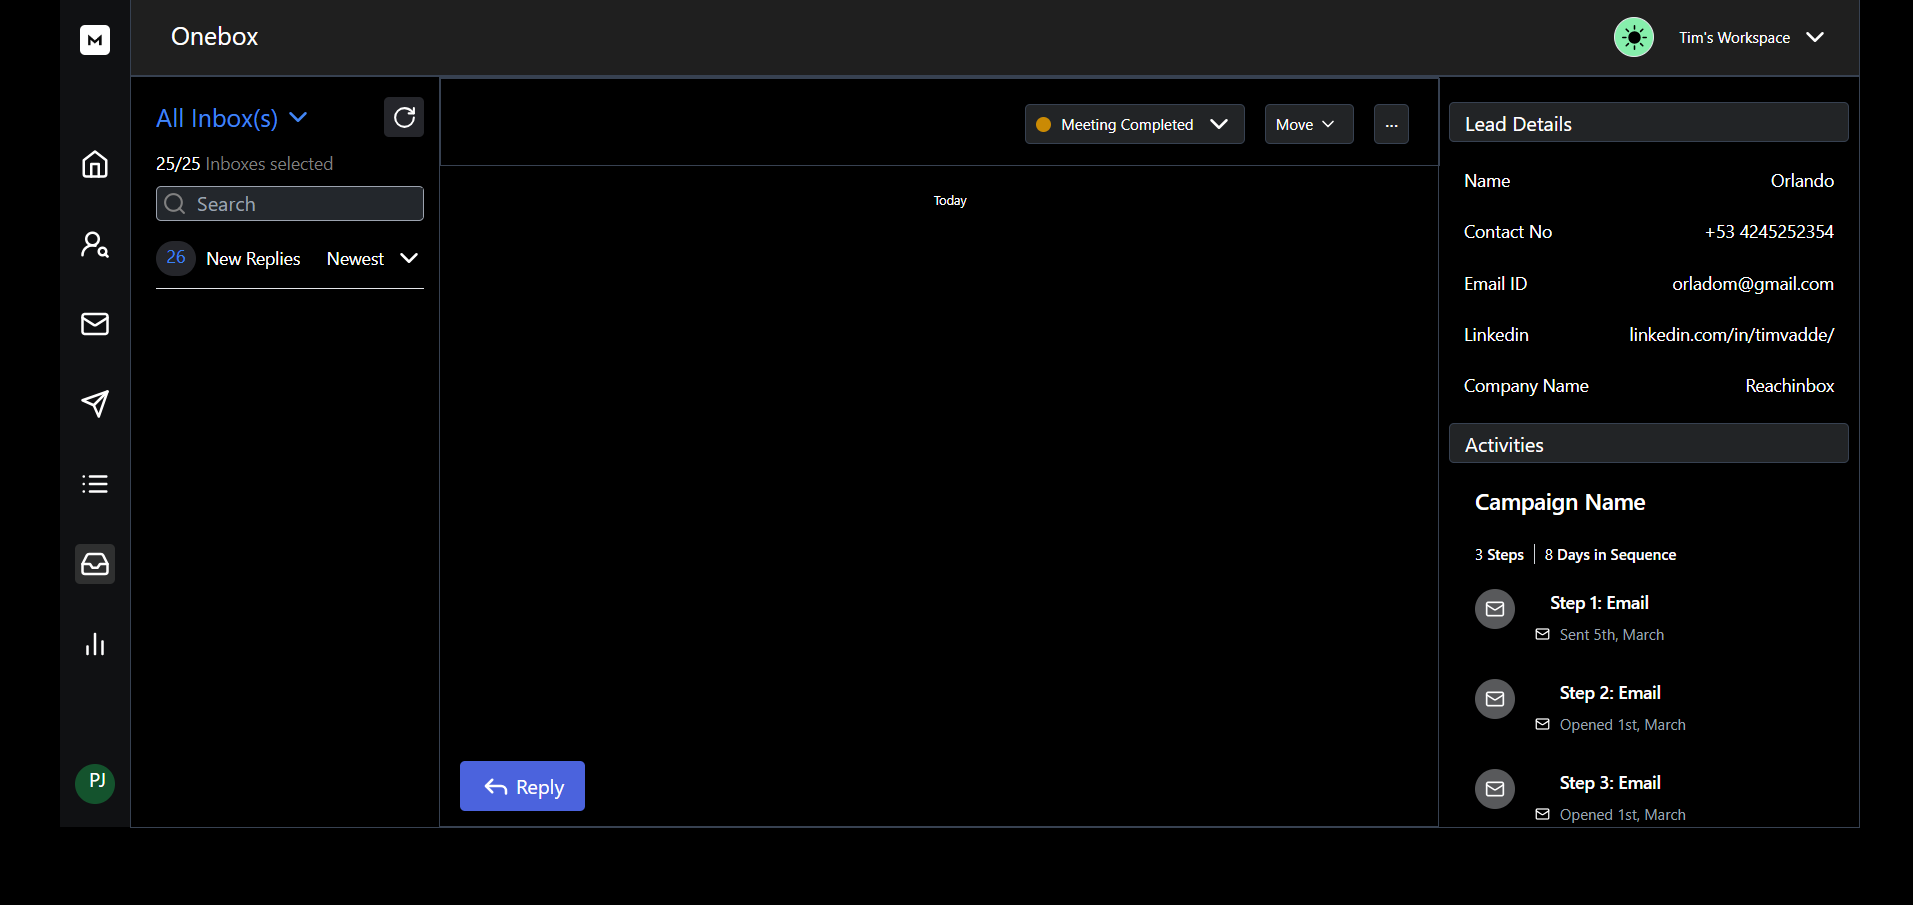 M
Onebox
Tim's Workspace
All Inbox(s)
25/25 Inboxes selected
Search
26 New Replies Newest
Meeting Completed
Move
...
Today
Reply
Lead Details
Name Orlando
Contact No +53 4245252354
Email ID orladom@gmail.com
Linkedin linkedin.com/in/timvadde/
Company Name Reachinbox
Activities
Campaign Name
3 Steps 8 Days in Sequence
Step 1: Email
Sent 5th, March
Step 2: Email
Opened 1st, March
Step 3: Email
Opened 1st, March
PJ